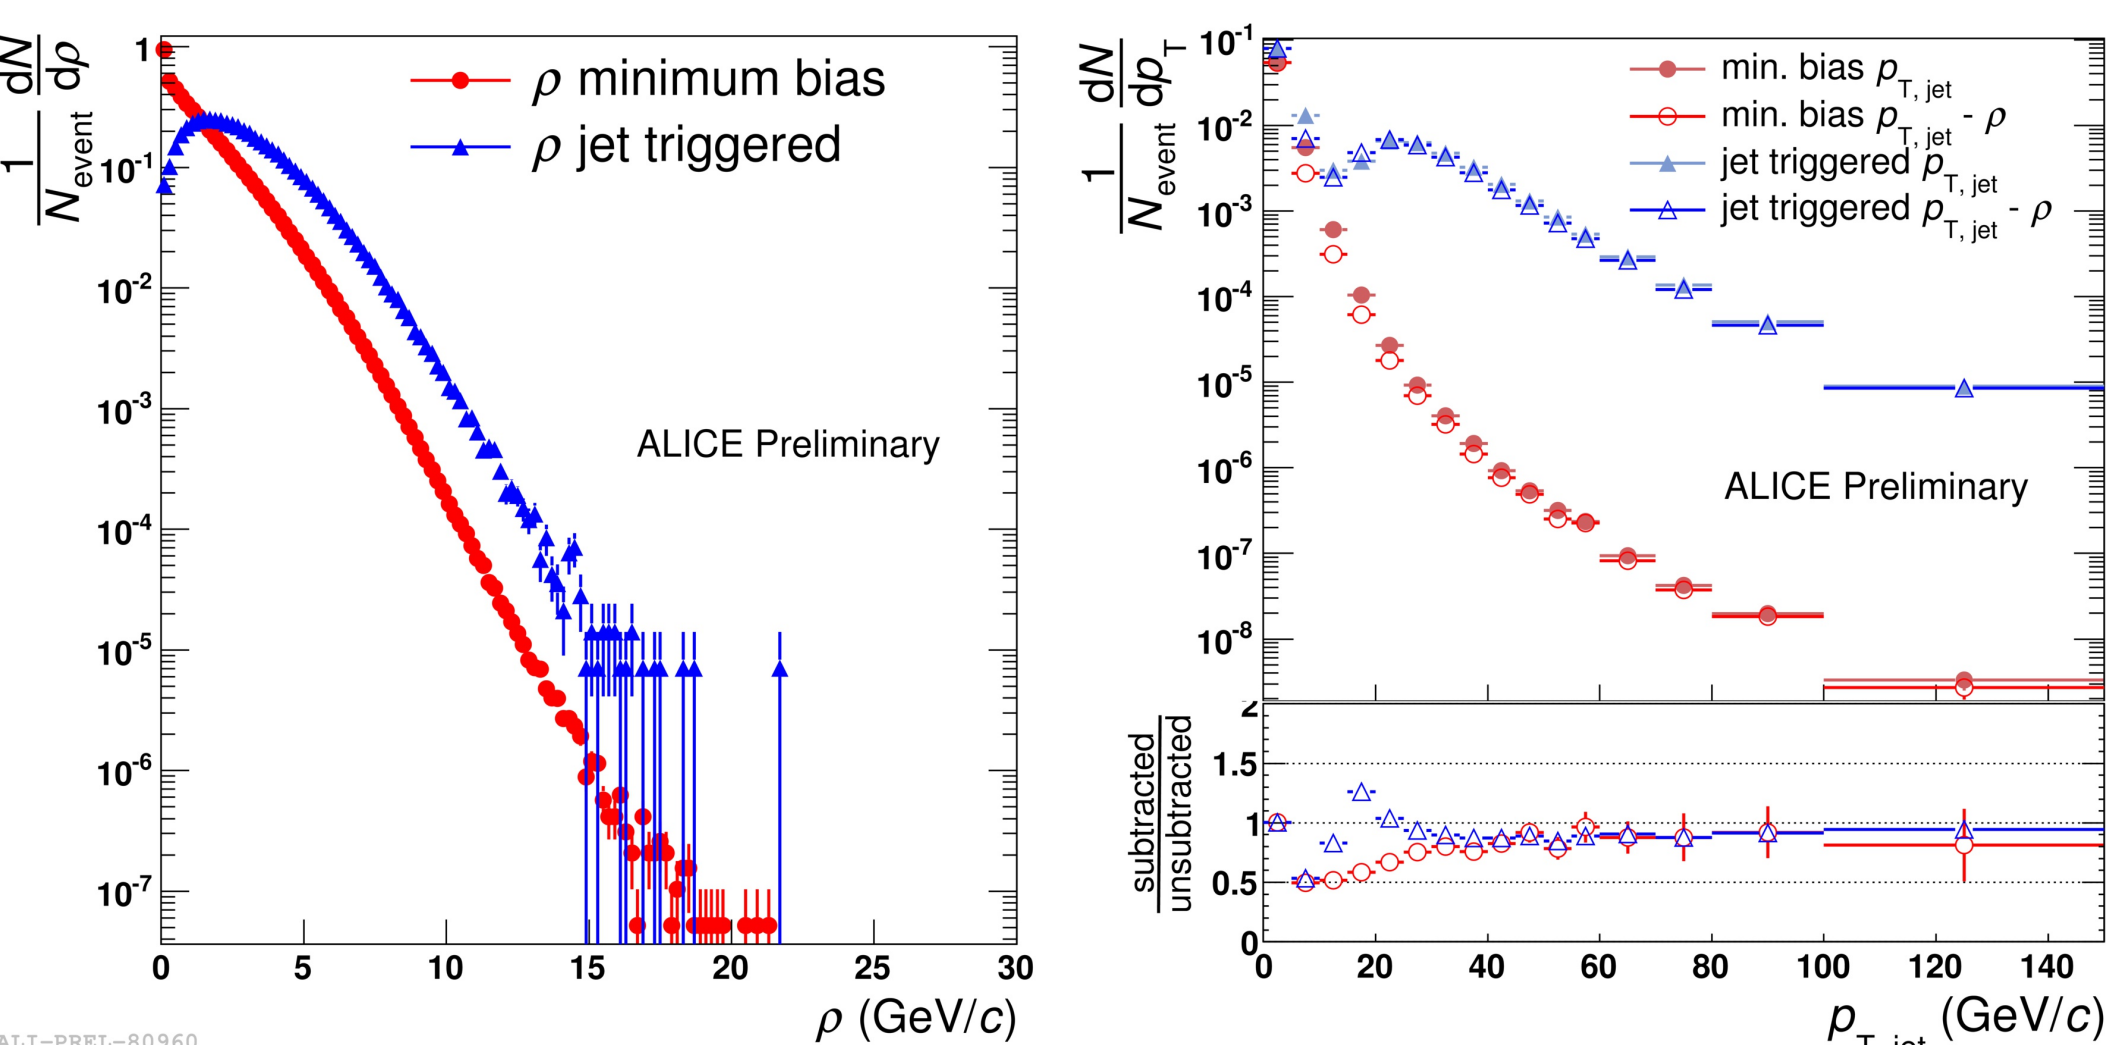 1/N_event dN/dρ
1
10^-1
10^-2
10^-3
10^-4
10^-5
10^-6
10^-7
ρ minimum bias
ρ jet triggered
ALICE Preliminary
0 5 10 15 20 25 30
ρ (GeV/c)
ALI-PREL-80960
1/N_event dN/dp_T
10^-1
10^-2
10^-3
10^-4
10^-5
10^-6
10^-7
10^-8
min. bias p_T, jet
min. bias p_T, jet - ρ
jet triggered p_T, jet
jet triggered p_T, jet - ρ
ALICE Preliminary
subtracted
unsubtracted
2
1.5
1
0.5
0
0 20 40 60 80 100 120 140
p_T, jet (GeV/c)